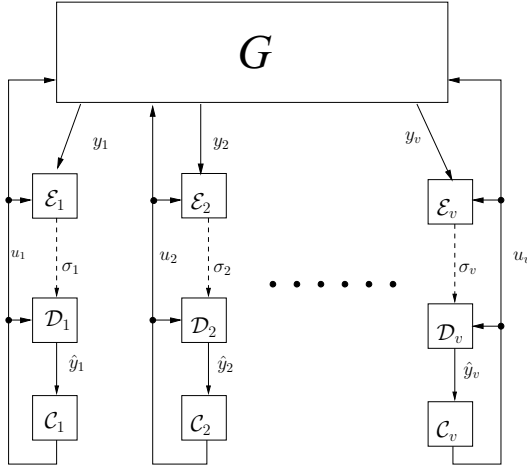 G
y₁ y₂ yᵥ
ℰ₁ ℰ₂ ℰᵥ
u₁ σ₁ u₂ σ₂ σᵥ uᵥ
𝒟₁ 𝒟₂ 𝒟ᵥ
ŷ₁ ŷ₂ ŷᵥ
𝒞₁ 𝒞₂ 𝒞ᵥ